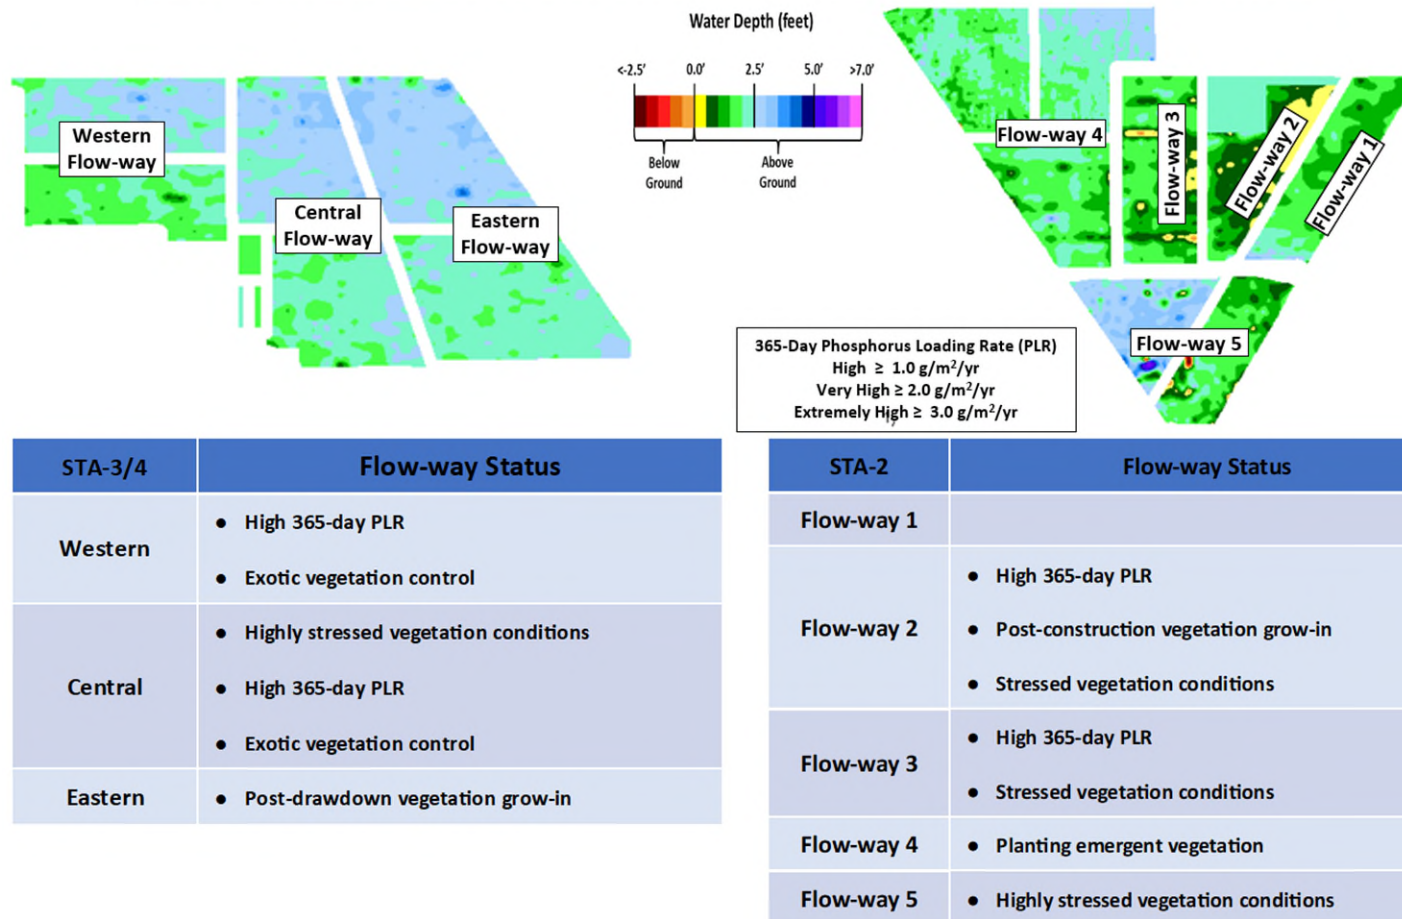 Water Depth (feet)
<-2.5' 0.0' 2.5' 5.0' >7.0'
Below
Ground
Above
Ground
Western
Flow-way
Central
Flow-way
Eastern
Flow-way
Flow-way 4
Flow-way 3
Flow-way 2
Flow-way 1
Flow-way 5
365-Day Phosphorus Loading Rate (PLR)
High ≥ 1.0 g/m²/yr
Very High ≥ 2.0 g/m²/yr
Extremely High ≥ 3.0 g/m²/yr
STA-3/4 Flow-way Status
Western
● High 365-day PLR
● Exotic vegetation control
Central
● Highly stressed vegetation conditions
● High 365-day PLR
● Exotic vegetation control
Eastern ● Post-drawdown vegetation grow-in
STA-2 Flow-way Status
Flow-way 1
Flow-way 2
● High 365-day PLR
● Post-construction vegetation grow-in
● Stressed vegetation conditions
Flow-way 3
● High 365-day PLR
● Stressed vegetation conditions
Flow-way 4 ● Planting emergent vegetation
Flow-way 5 ● Highly stressed vegetation conditions